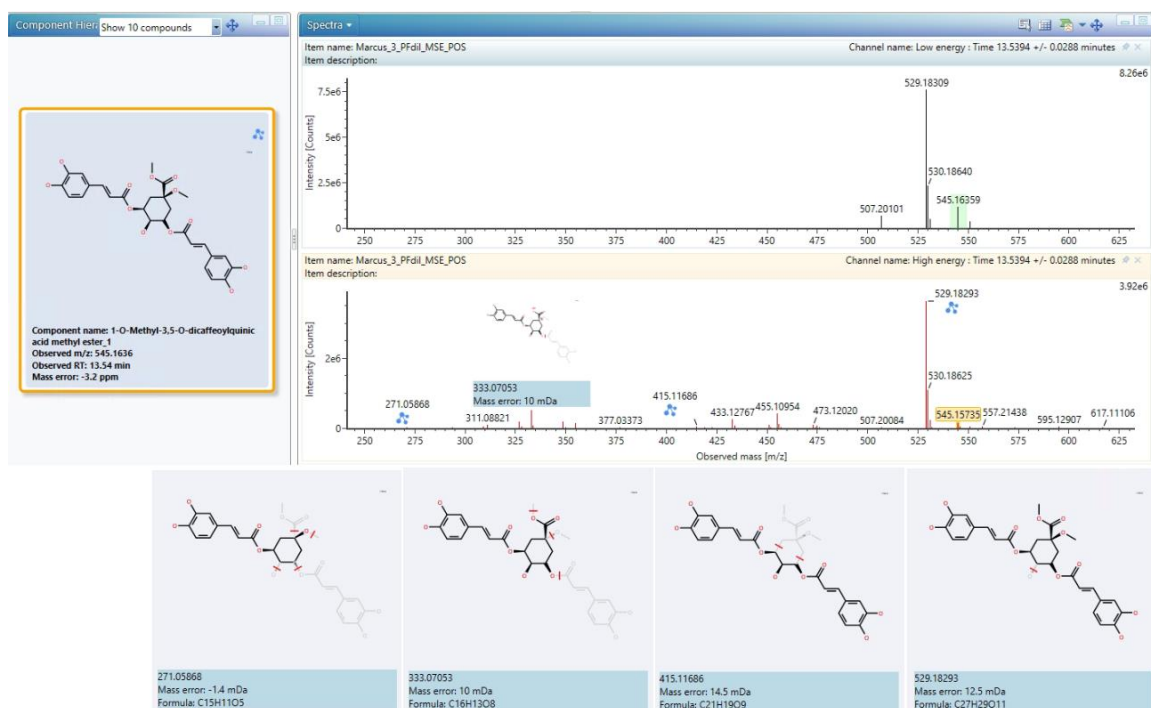 Component Hiera
Show 10 compounds
Component name: 1-O-Methyl-3,5-O-dicaffeoylquinic
acid methyl ester_1
Observed m/z: 545.1636
Observed RT: 13.54 min
Mass error: -3.2 ppm
Spectra
Item name: Marcus_3_PFdil_MSE_POS
Channel name: Low energy : Time 13.5394 +/- 0.0288 minutes
Item description:
8.26e6
Intensity [Counts]
7.5e6
5e6
2.5e6
0
529.18309
530.18640
545.16359
507.20101
250 275 300 325 350 375 400 425 450 475 500 525 550 575 600 625
Item name: Marcus_3_PFdil_MSE_POS
Channel name: High energy : Time 13.5394 +/- 0.0288 minutes
Item description:
3.92e6
Intensity [Counts]
2e6
0
529.18293
530.18625
333.07053
Mass error: 10 mDa
271.05868
311.08821
377.03373
415.11686
433.12767
455.10954
473.12020
507.20084
545.15735
557.21438
595.12907
617.11106
250 275 300 325 350 375 400 425 450 475 500 525 550 575 600 625
Observed mass [m/z]
271.05868
Mass error: -1.4 mDa
Formula: C15H11O5
333.07053
Mass error: 10 mDa
Formula: C16H13O8
415.11686
Mass error: 14.5 mDa
Formula: C21H19O9
529.18293
Mass error: 12.5 mDa
Formula: C27H29O11